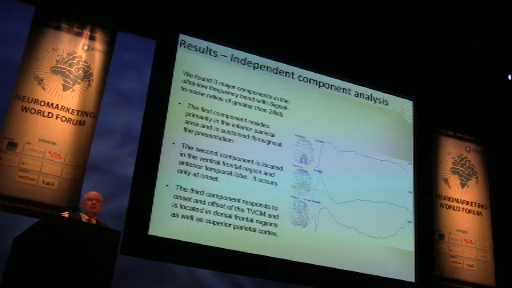 NEUROMARKETING
WORLD FORUM
Results – Independent component analysis
We found 3 major components in the
ultra-low frequency trend with Signal-
to-noise ratios of greater than 28db.
• The first component resides
primarily in the inferior parietal
area and is sustained throughout
the presentation
• The second component is located
in the ventral frontal region and
anterior temporal lobe. It occurs
only at onset.
• The third component responds to
onset and offset of the TVCM and
is located in dorsal frontal regions
as well as superior parietal cortex.
NEUROMARKETING
WORLD FORUM